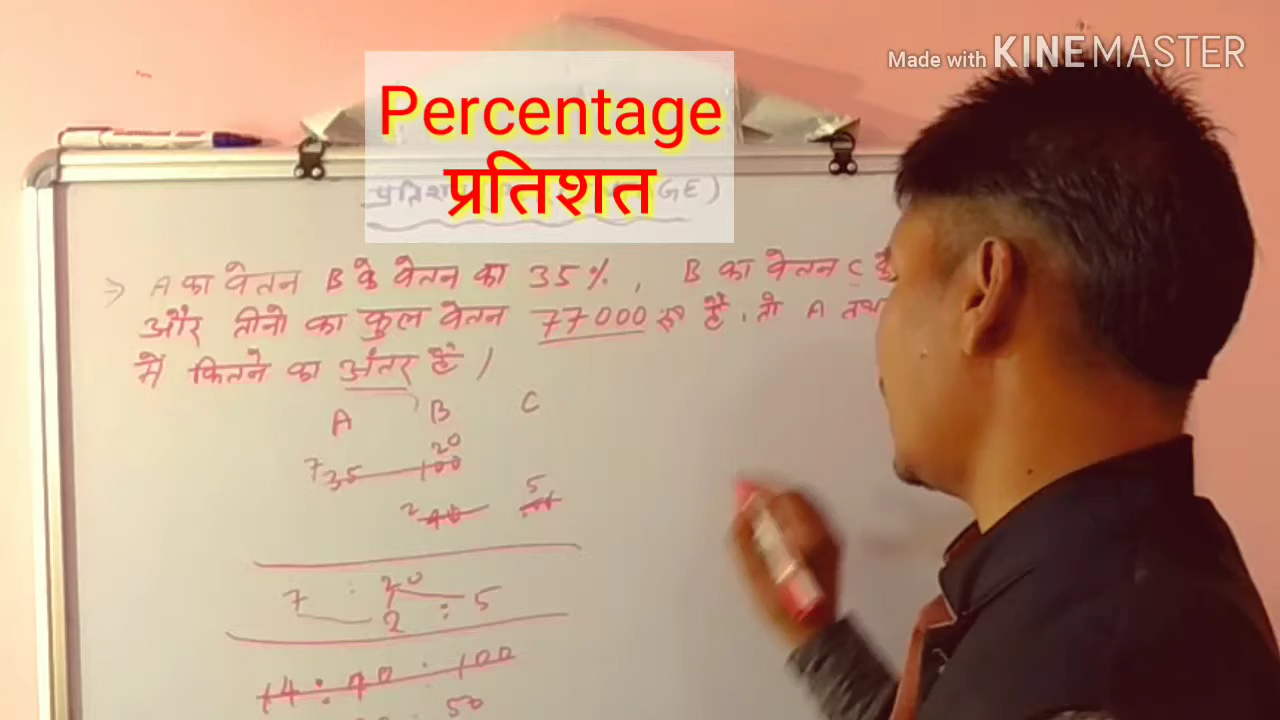 Made with KINEMASTER
Percentage
प्रतिशत
GE)
→ A का वेतन B के वेतन का 35%, B का वेतन C के
और तीनो का कुल वेतन 77000 रु है. तो A तथा
में कितने का अंतर है /
A B C
20
7 35 100
5
2 40
7 : 20
2 : 5
14 : 40 : 100
50